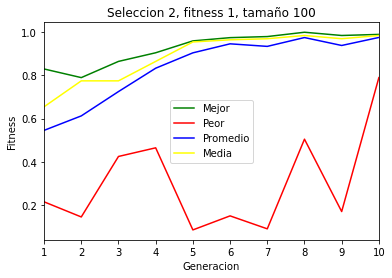 Seleccion 2, fitness 1, tamaño 100
1.0
0.8
0.6
0.4
0.2
Fitness
Mejor
Peor
Promedio
Media
1 2 3 4 5 6 7 8 9 10
Generacion